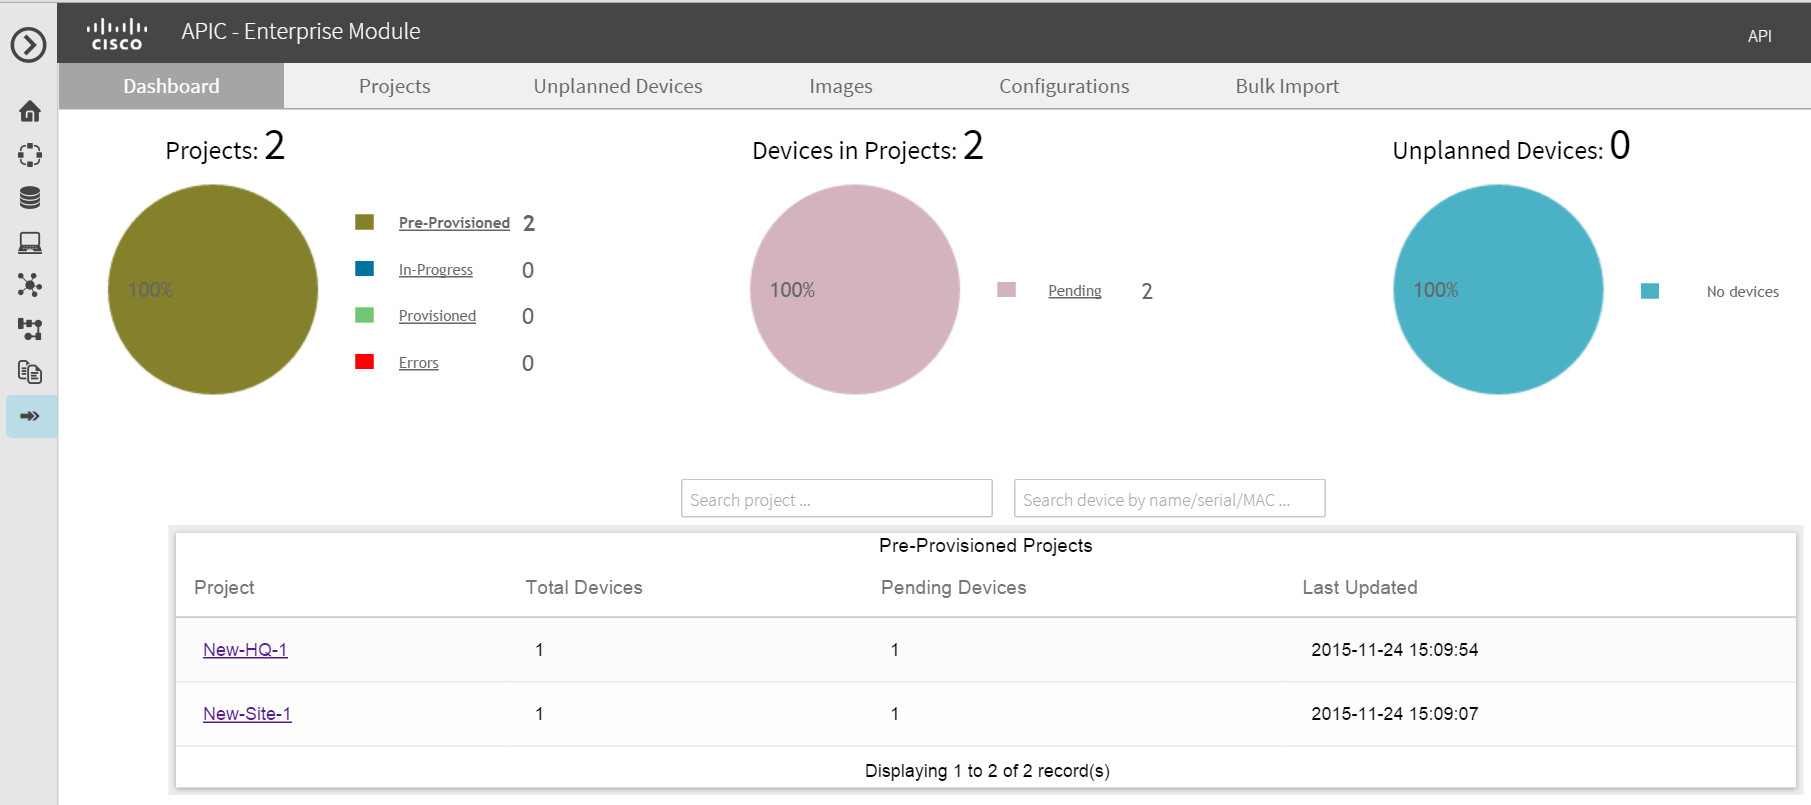 CISCO APIC - Enterprise Module API
Dashboard Projects Unplanned Devices Images Configurations Bulk Import
Projects: 2
100%
Pre-Provisioned 2
In-Progress 0
Provisioned 0
Errors 0
Devices in Projects: 2
100%
Pending 2
Unplanned Devices: 0
100%
No devices
Search project ... Search device by name/serial/MAC ...
Pre-Provisioned Projects
Project Total Devices Pending Devices Last Updated
New-HQ-1 1 1 2015-11-24 15:09:54
New-Site-1 1 1 2015-11-24 15:09:07
Displaying 1 to 2 of 2 record(s)